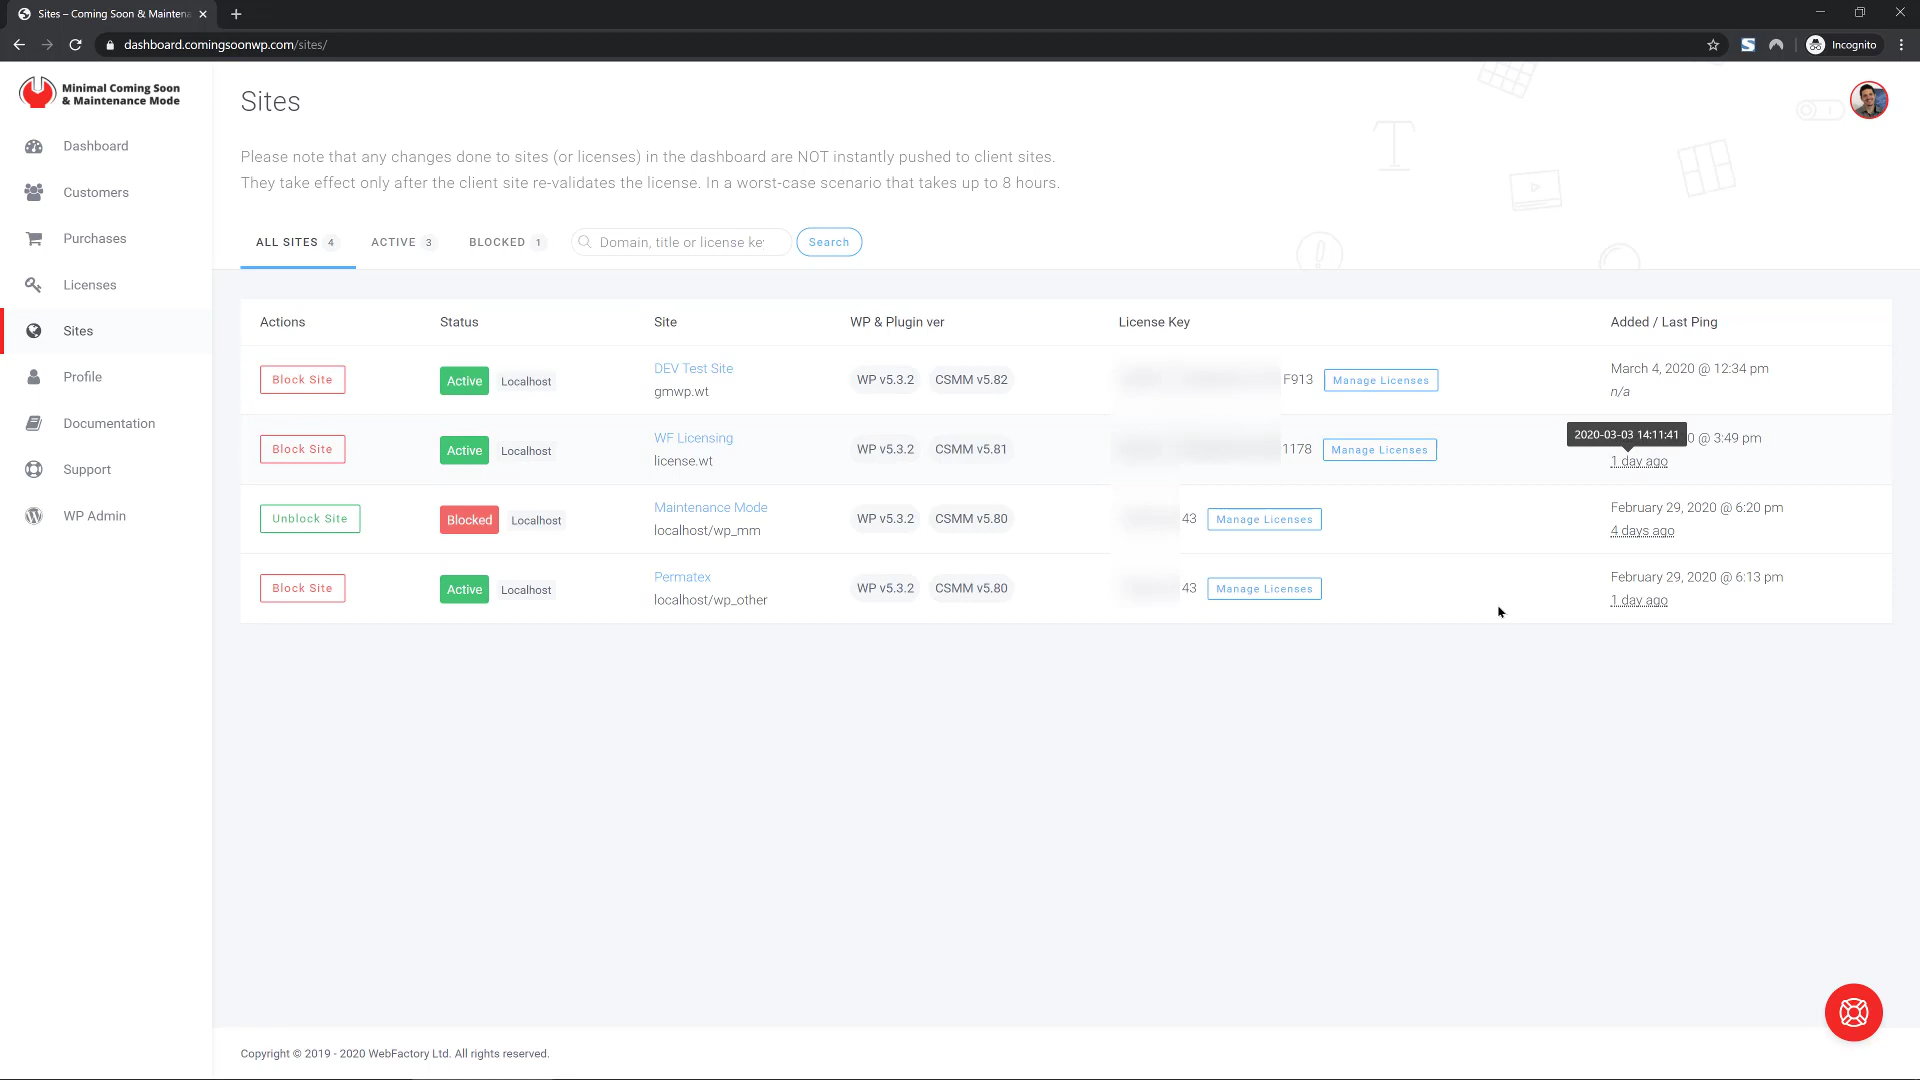 Sites – Coming Soon & Maintena
dashboard.comingsoonwp.com/sites/
Incognito
Minimal Coming Soon
& Maintenance Mode
Dashboard
Customers
Purchases
Licenses
Sites
Profile
Documentation
Support
WP Admin
Sites
Please note that any changes done to sites (or licenses) in the dashboard are NOT instantly pushed to client sites.
They take effect only after the client site re-validates the license. In a worst-case scenario that takes up to 8 hours.
ALL SITES 4 ACTIVE 3 BLOCKED 1 Domain, title or license ke Search
Actions Status Site WP & Plugin ver License Key Added / Last Ping
Block Site Active Localhost DEV Test Site WP v5.3.2 CSMM v5.82 F913 Manage Licenses March 4, 2020 @ 12:34 pm
gmwp.wt n/a
Block Site Active Localhost WF Licensing WP v5.3.2 CSMM v5.81 1178 Manage Licenses 2020-03-03 14:11:41 0 @ 3:49 pm
license.wt 1 day ago
Unblock Site Blocked Localhost Maintenance Mode WP v5.3.2 CSMM v5.80 43 Manage Licenses February 29, 2020 @ 6:20 pm
localhost/wp_mm 4 days ago
Block Site Active Localhost Permatex WP v5.3.2 CSMM v5.80 43 Manage Licenses February 29, 2020 @ 6:13 pm
localhost/wp_other 1 day ago
Copyright © 2019 - 2020 WebFactory Ltd. All rights reserved.